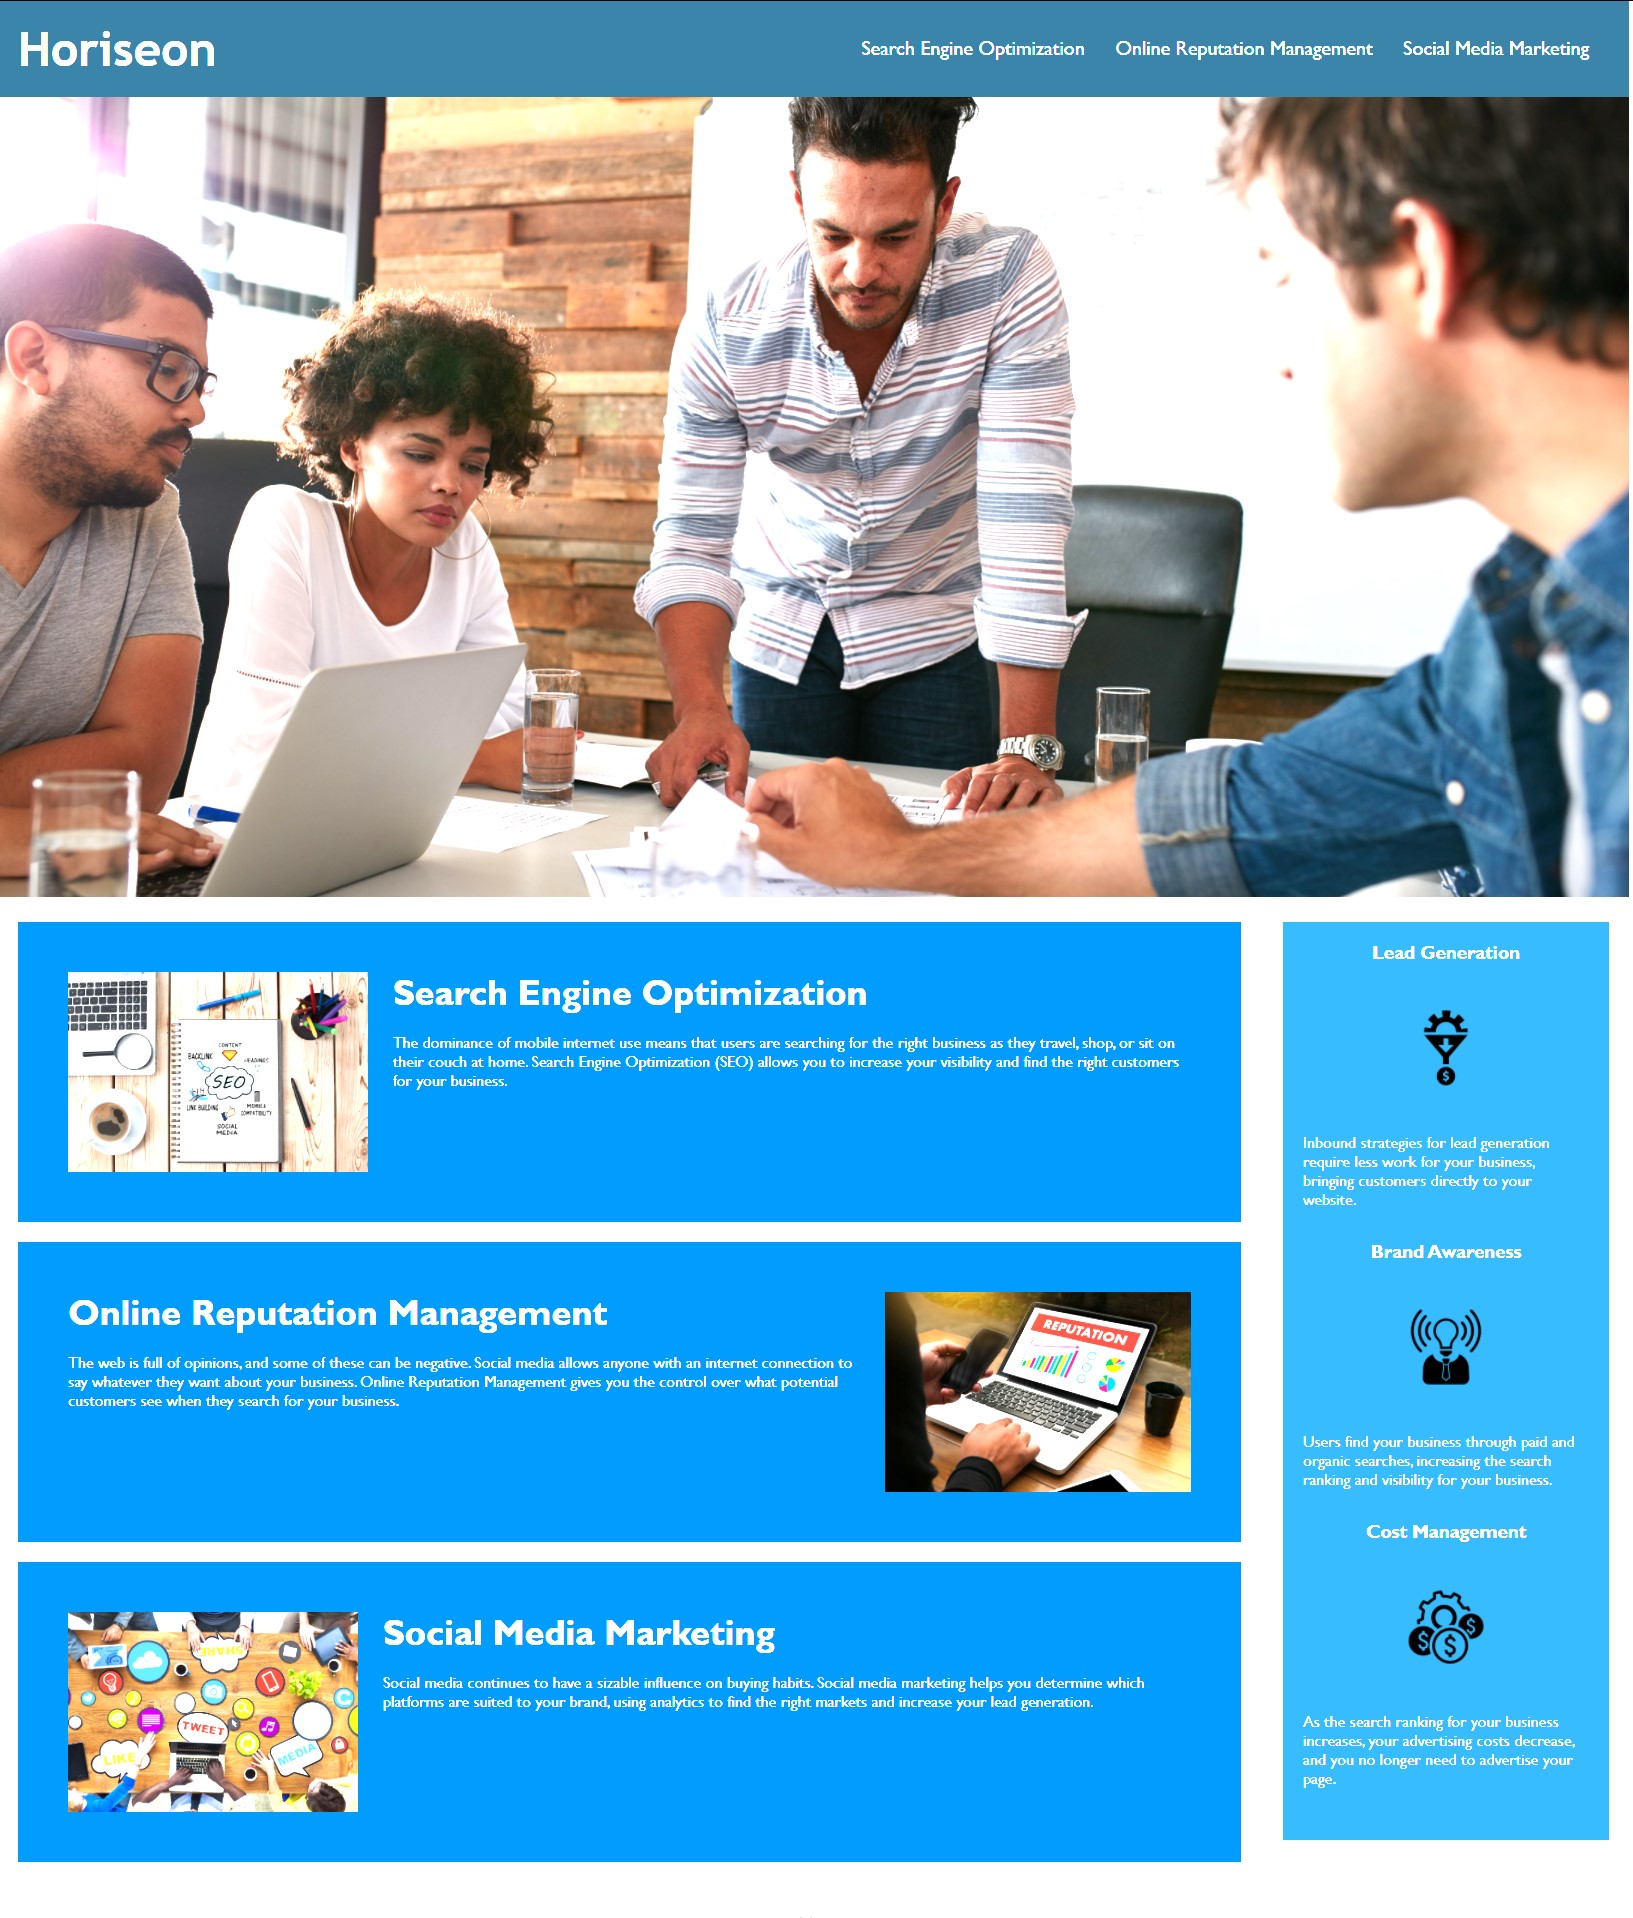 Horiseon
Search Engine Optimization
Online Reputation Management
Social Media Marketing
CONTENT
BACKLINK
HEADINGS
SEO
LINK BUILDING
MOBILE
COMPATIBILITY
SOCIAL
MEDIA
Search Engine Optimization
The dominance of mobile internet use means that users are searching for the right business as they travel, shop, or sit on
their couch at home. Search Engine Optimization (SEO) allows you to increase your visibility and find the right customers
for your business.
Online Reputation Management
The web is full of opinions, and some of these can be negative. Social media allows anyone with an internet connection to
say whatever they want about your business. Online Reputation Management gives you the control over what potential
customers see when they search for your business.
REPUTATION
SHARE
TWEET
LIKE
MEDIA
Social Media Marketing
Social media continues to have a sizable influence on buying habits. Social media marketing helps you determine which
platforms are suited to your brand, using analytics to find the right markets and increase your lead generation.
Lead Generation
$
Inbound strategies for lead generation
require less work for your business,
bringing customers directly to your
website.
Brand Awareness
Users find your business through paid and
organic searches, increasing the search
ranking and visibility for your business.
Cost Management
$ $ $
As the search ranking for your business
increases, your advertising costs decrease,
and you no longer need to advertise your
page.